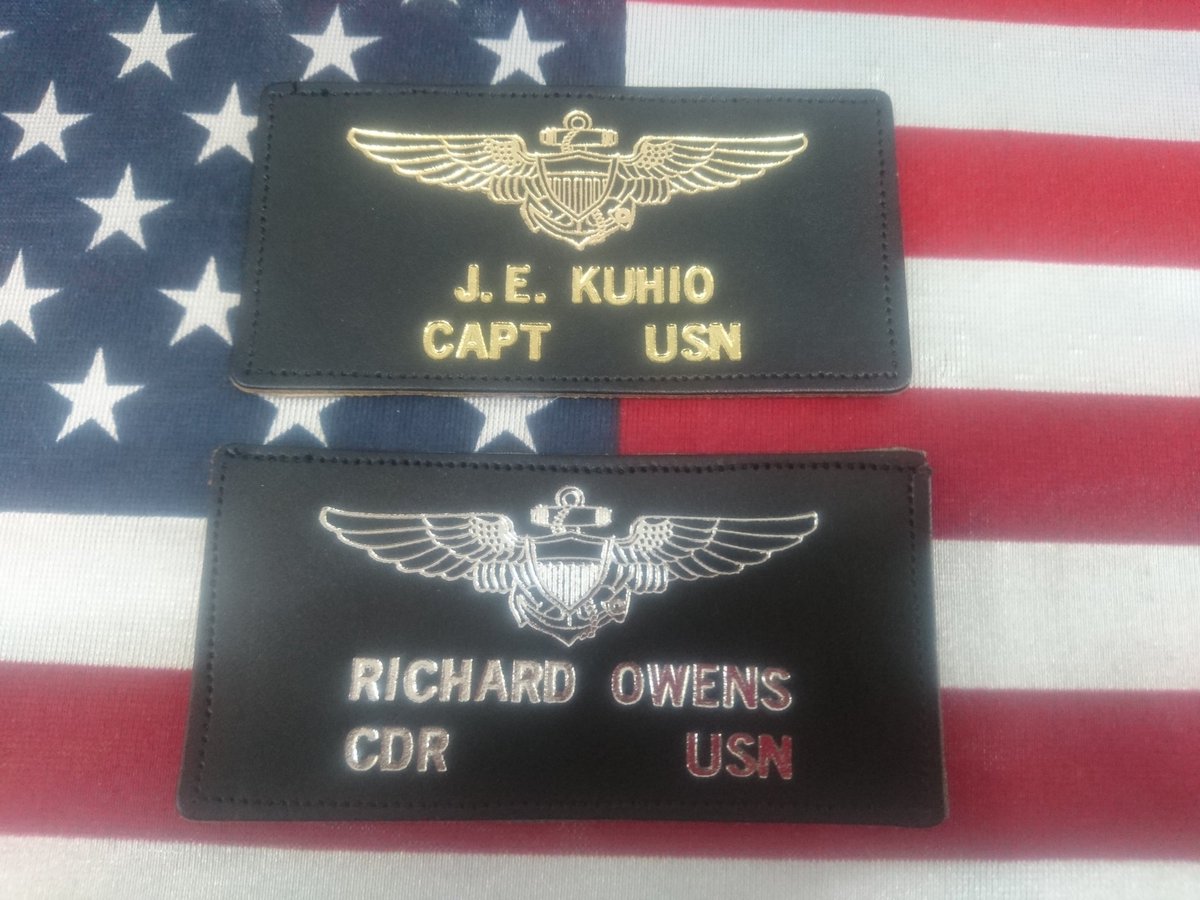 J. E. KUHIO
CAPT USN
RICHARD OWENS
CDR USN